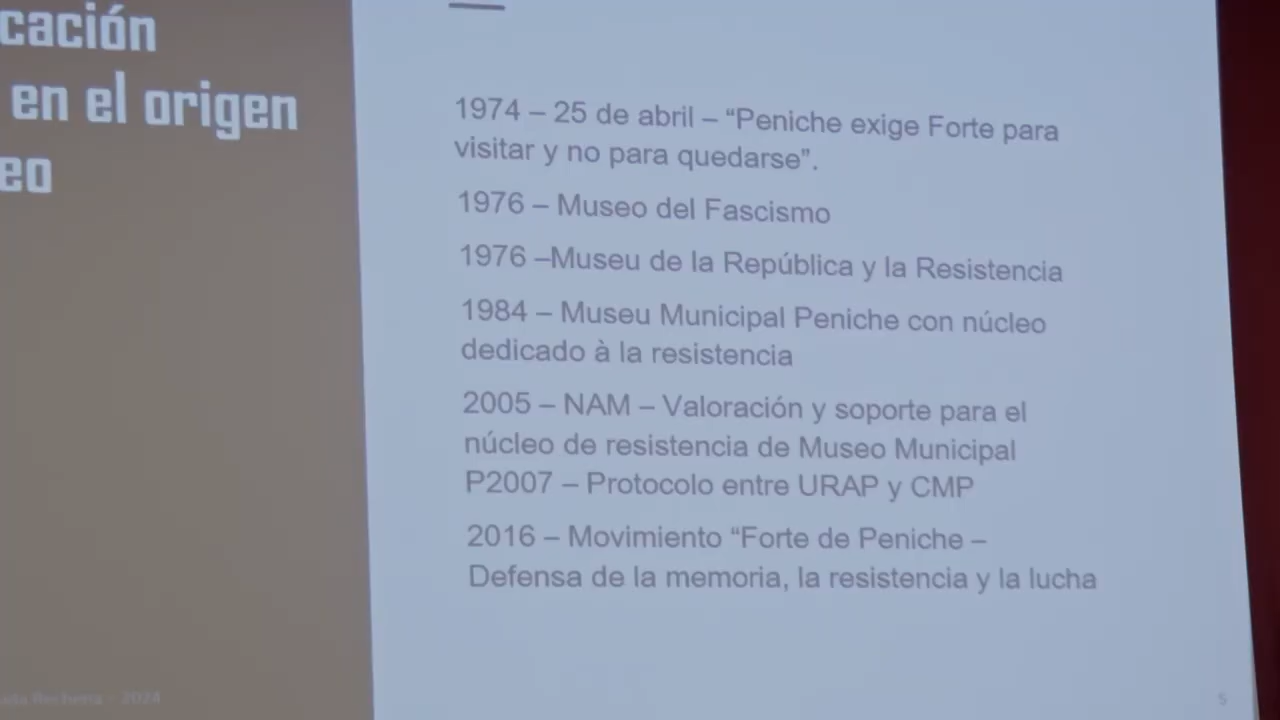 cación
en el origen
eo
1974 – 25 de abril – “Peniche exige Forte para
visitar y no para quedarse”.
1976 – Museo del Fascismo
1976 –Museu de la República y la Resistencia
1984 – Museu Municipal Peniche con núcleo
dedicado à la resistencia
2005 – NAM – Valoración y soporte para el
núcleo de resistencia de Museo Municipal
P2007 – Protocolo entre URAP y CMP
2016 – Movimiento “Forte de Peniche –
Defensa de la memoria, la resistencia y la lucha
– 2024
5